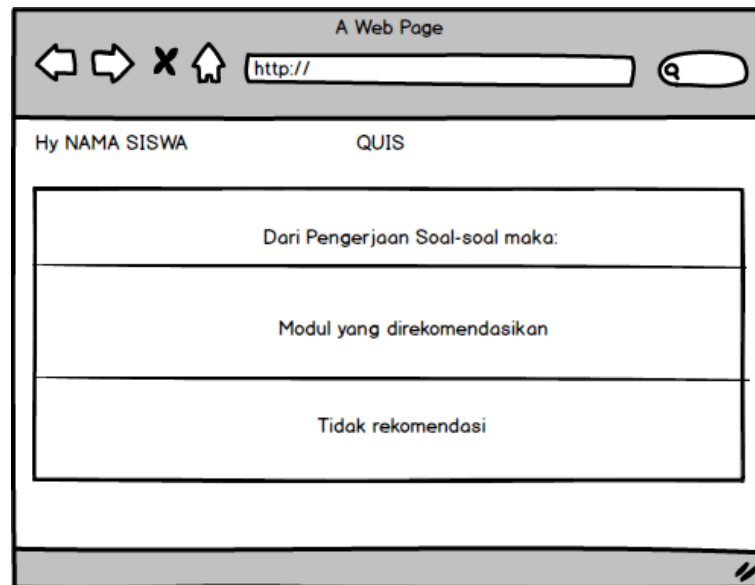 A Web Page
http://
Hy NAMA SISWA QUIS
Dari Pengerjaan Soal-soal maka:
Modul yang direkomendasikan
Tidak rekomendasi